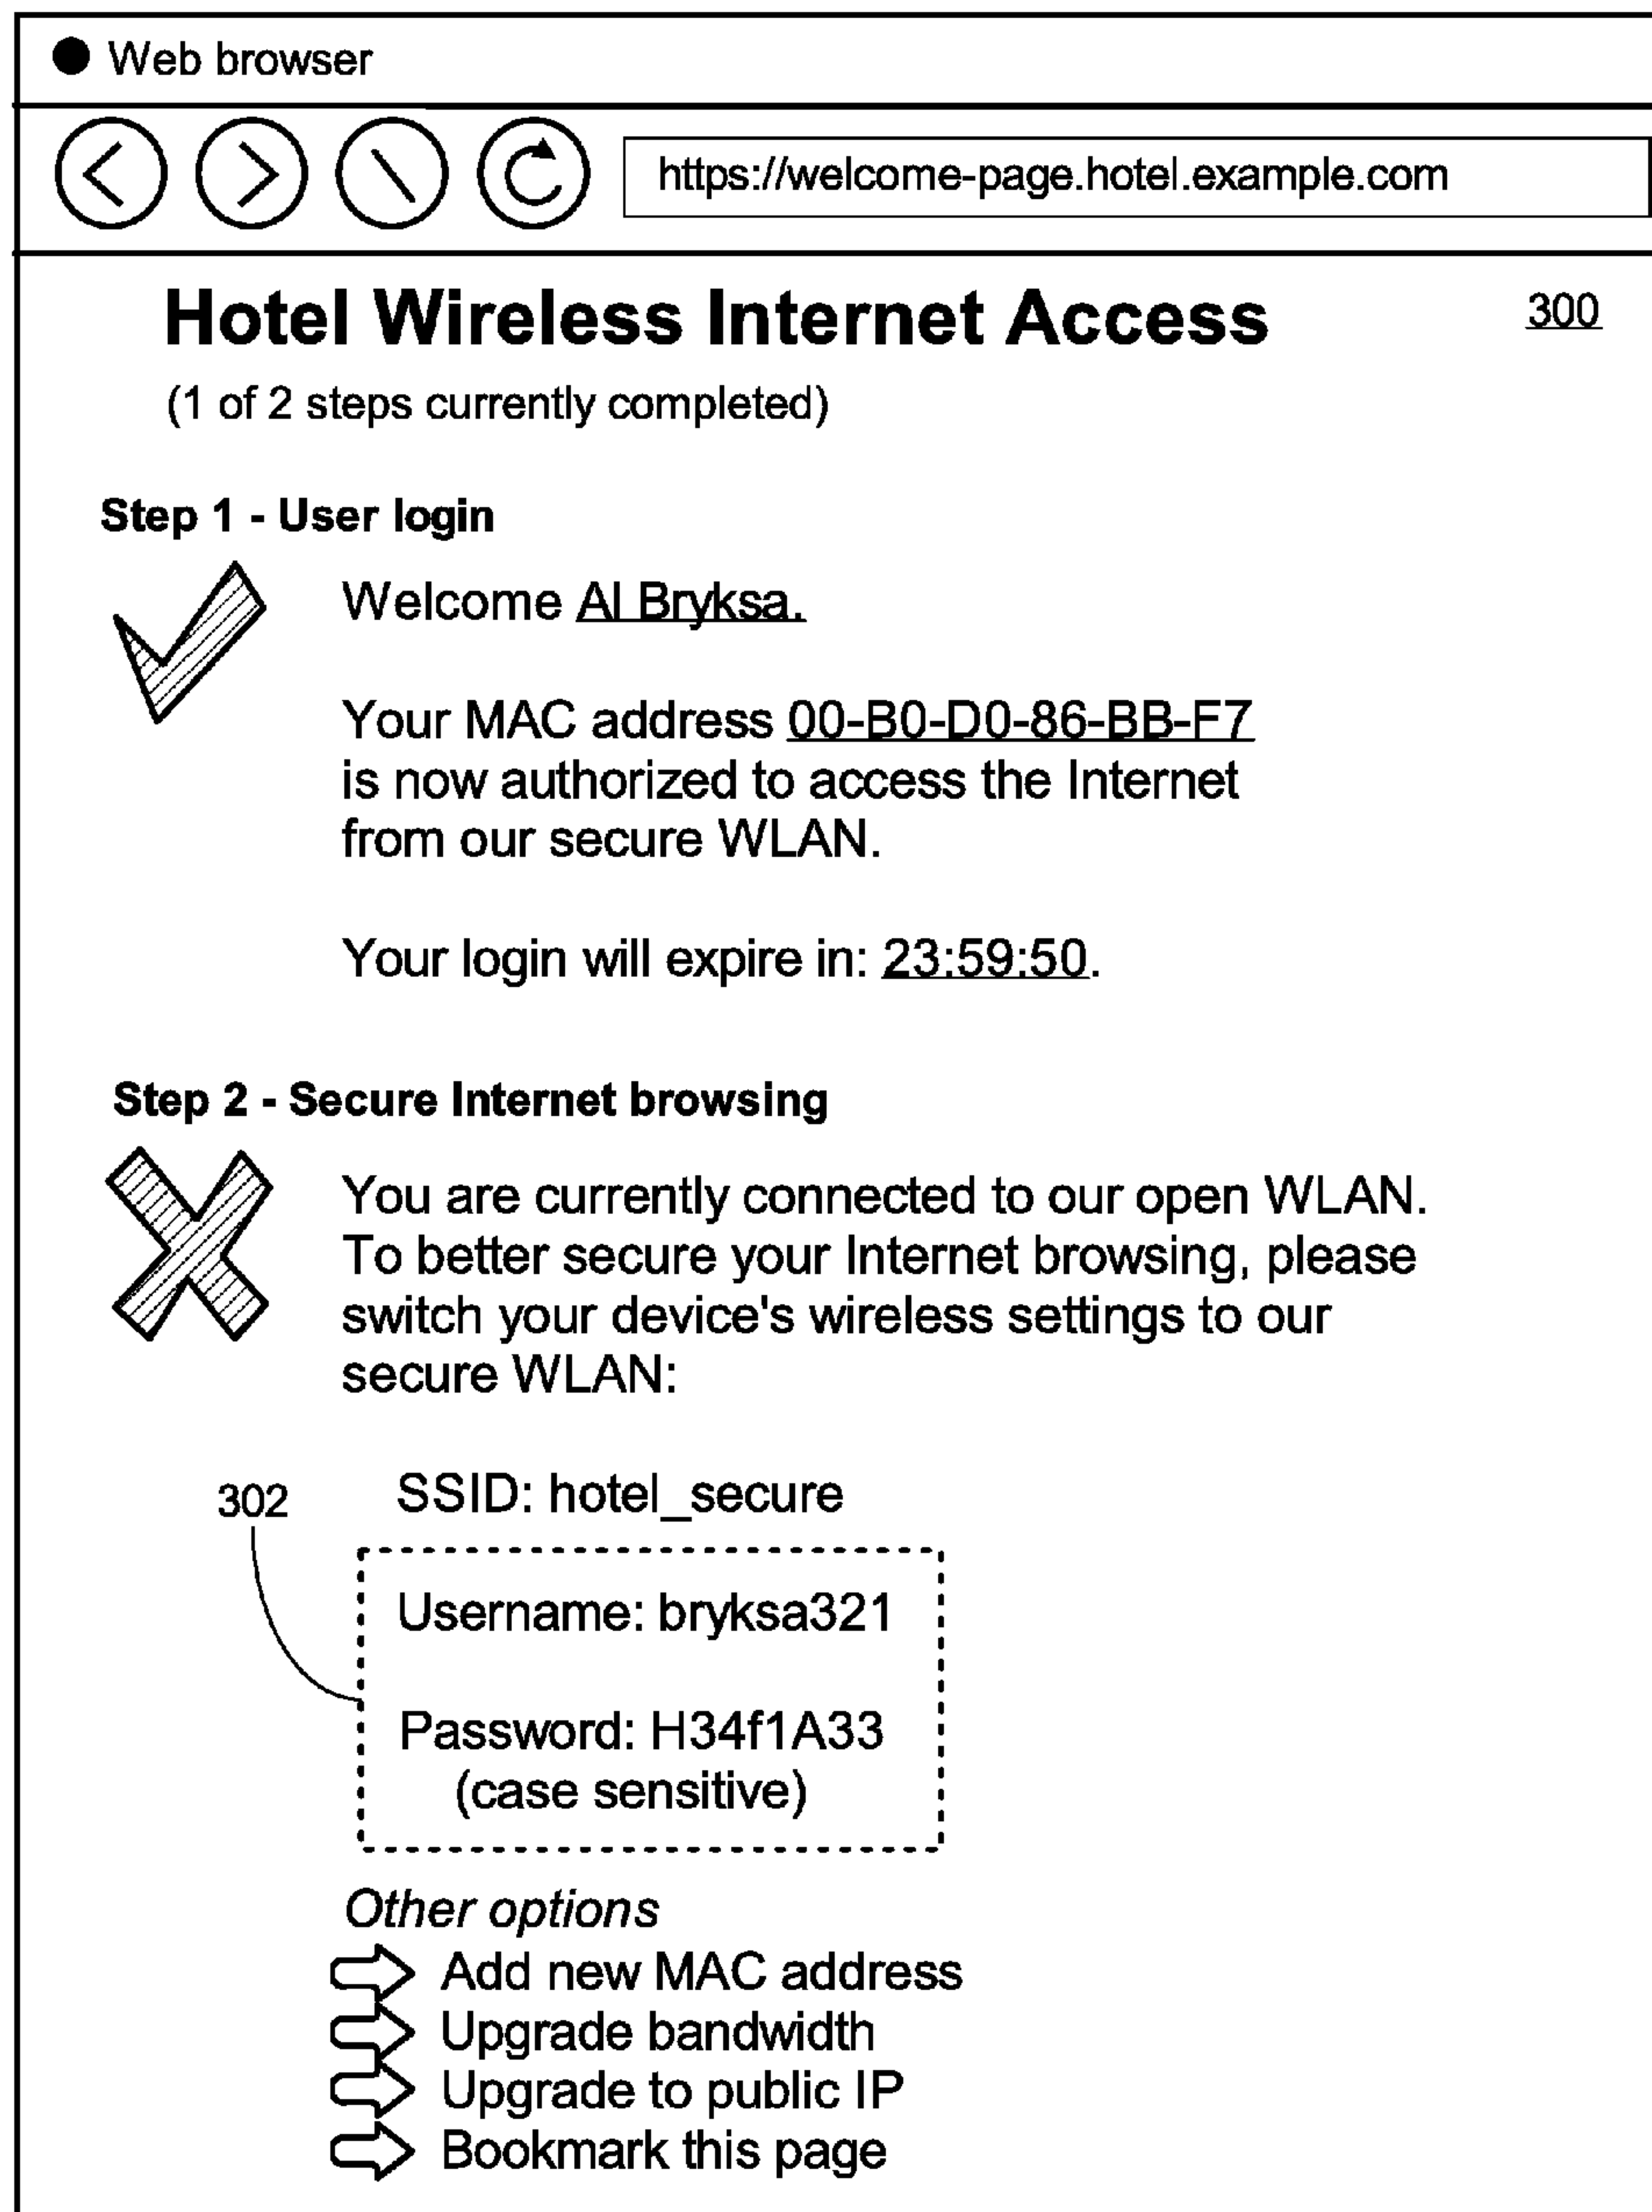 Web browser
https://welcome-page.hotel.example.com
Hotel Wireless Internet Access
300
(1 of 2 steps currently completed)
Step 1 - User login
Welcome Al Bryksa.
Your MAC address 00-B0-D0-86-BB-F7
is now authorized to access the Internet
from our secure WLAN.
Your login will expire in: 23:59:50.
Step 2 - Secure Internet browsing
You are currently connected to our open WLAN.
To better secure your Internet browsing, please
switch your device's wireless settings to our
secure WLAN:
302
SSID: hotel_secure
Username: bryksa321
Password: H34f1A33
(case sensitive)
Other options
Add new MAC address
Upgrade bandwidth
Upgrade to public IP
Bookmark this page